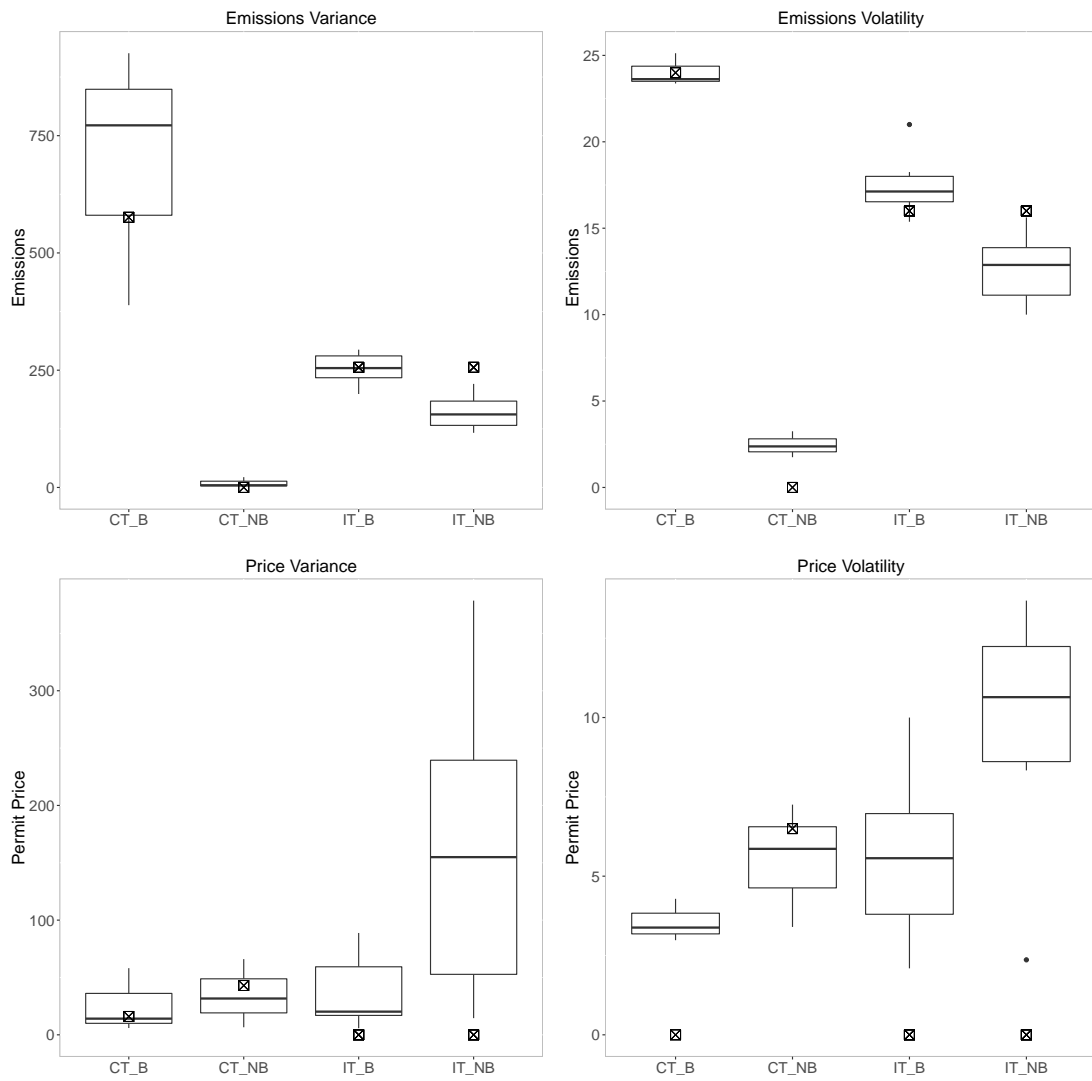 Emissions Variance
Emissions
750
500
250
0
CT_B CT_NB IT_B IT_NB
Emissions Volatility
Emissions
25
20
15
10
5
0
CT_B CT_NB IT_B IT_NB
Price Variance
Permit Price
300
200
100
0
CT_B CT_NB IT_B IT_NB
Price Volatility
Permit Price
10
5
0
CT_B CT_NB IT_B IT_NB